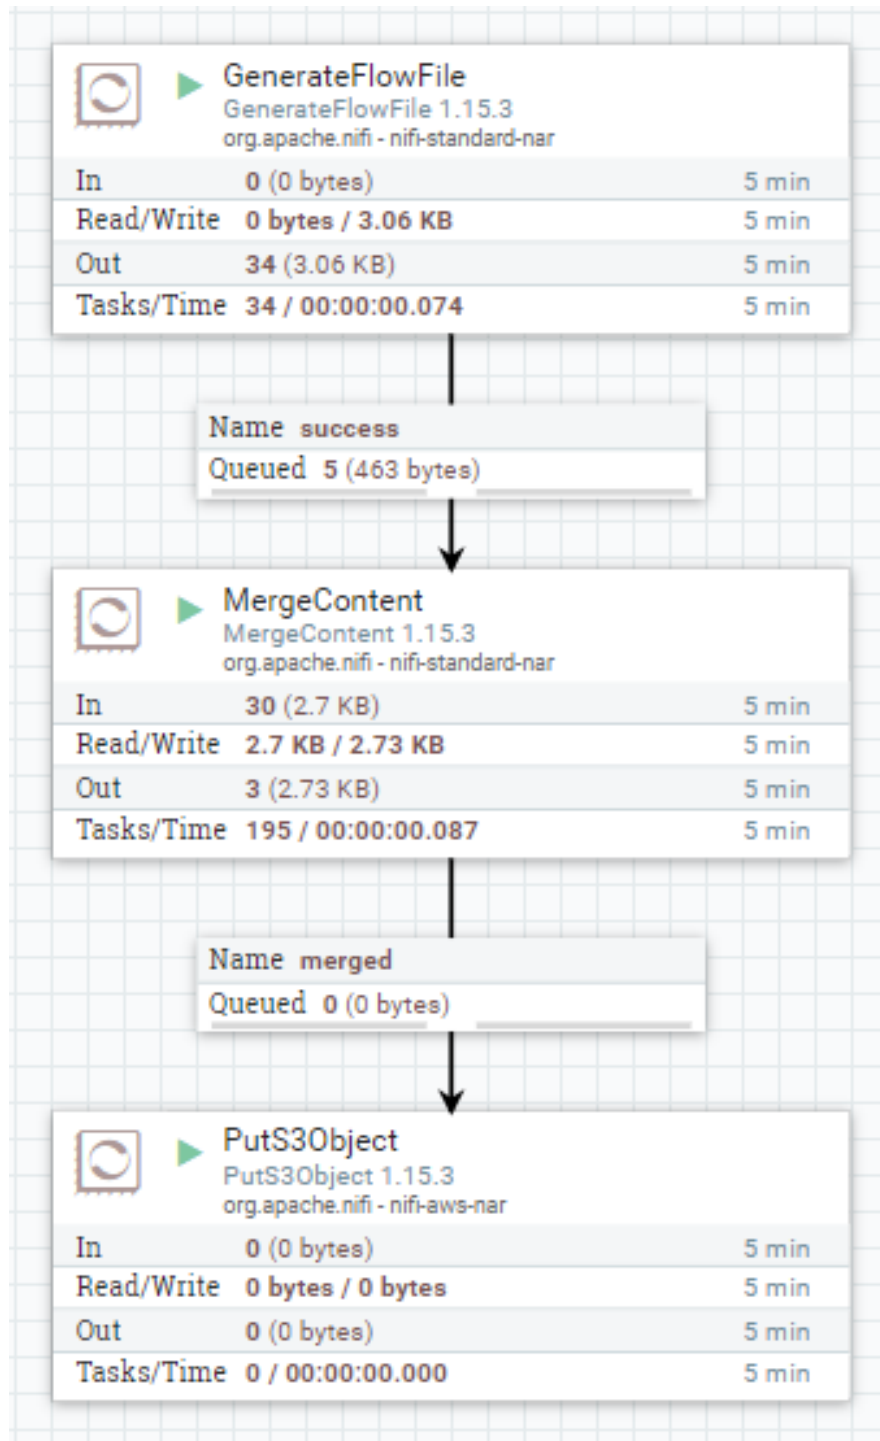 GenerateFlowFile
GenerateFlowFile 1.15.3
org.apache.nifi - nifi-standard-nar
In 0 (0 bytes) 5 min
Read/Write 0 bytes / 3.06 KB 5 min
Out 34 (3.06 KB) 5 min
Tasks/Time 34 / 00:00:00.074 5 min
Name success
Queued 5 (463 bytes)
MergeContent
MergeContent 1.15.3
org.apache.nifi - nifi-standard-nar
In 30 (2.7 KB) 5 min
Read/Write 2.7 KB / 2.73 KB 5 min
Out 3 (2.73 KB) 5 min
Tasks/Time 195 / 00:00:00.087 5 min
Name merged
Queued 0 (0 bytes)
PutS3Object
PutS3Object 1.15.3
org.apache.nifi - nifi-aws-nar
In 0 (0 bytes) 5 min
Read/Write 0 bytes / 0 bytes 5 min
Out 0 (0 bytes) 5 min
Tasks/Time 0 / 00:00:00.000 5 min